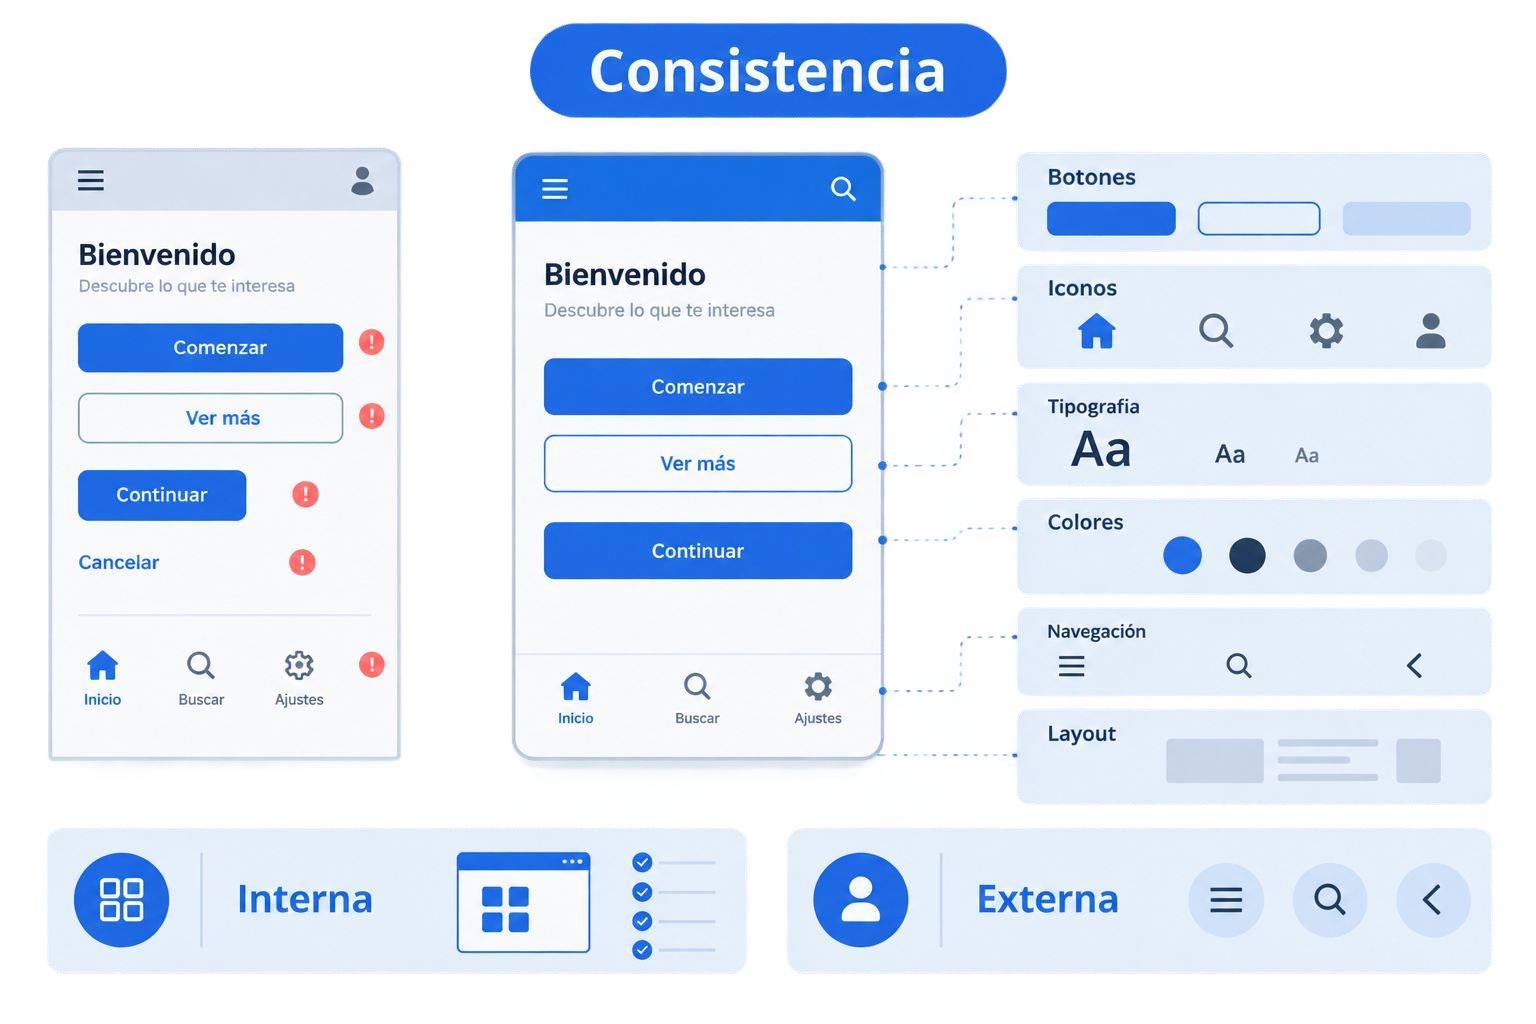 Consistencia
Bienvenido
Descubre lo que te interesa
Comenzar
!
Ver más
!
Continuar
!
Cancelar
!
Inicio
Buscar
Ajustes
!
Bienvenido
Descubre lo que te interesa
Comenzar
Ver más
Continuar
Inicio
Buscar
Ajustes
Botones
Iconos
Tipografia
Aa Aa Aa
Colores
Navegación
Layout
Interna
Externa